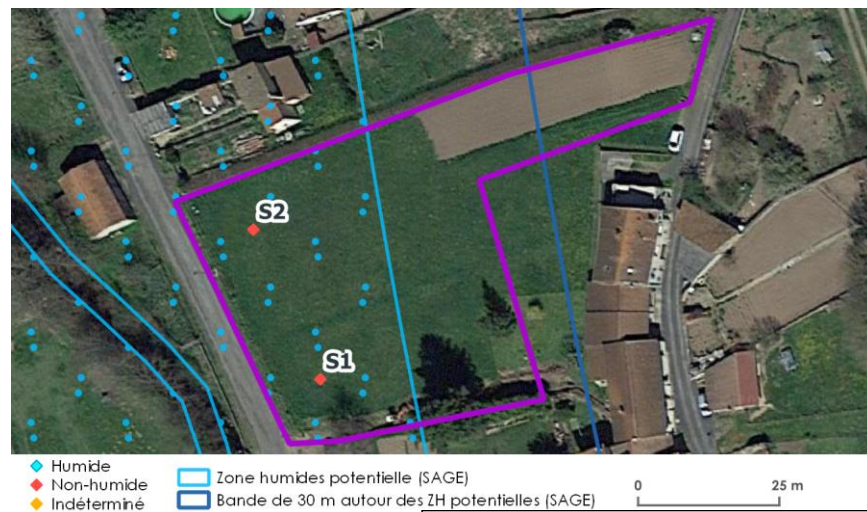 S2
S1
Humide
Non-humide
Indéterminé
Zone humides potentielle (SAGE)
Bande de 30 m autour des ZH potentielles (SAGE)
0 25 m